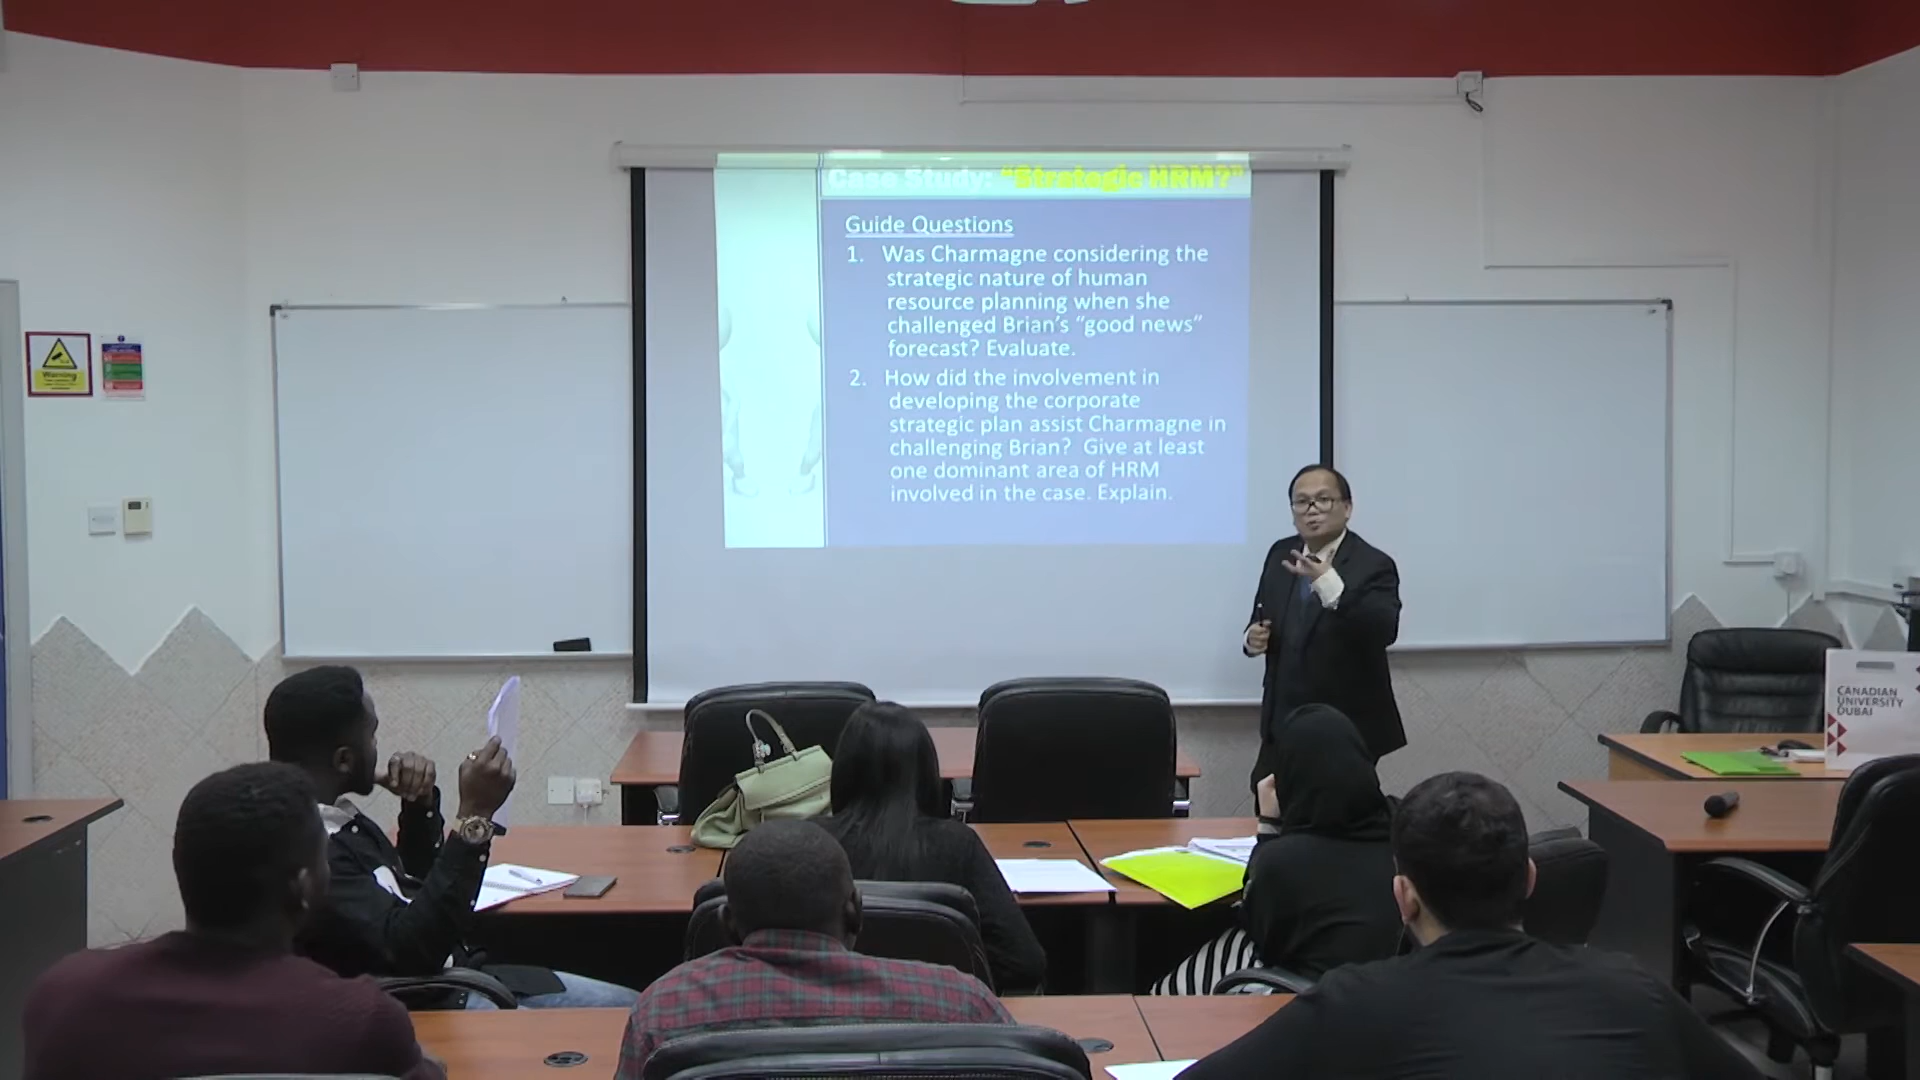 Case Study: “Strategic HRM?”
Guide Questions
1. Was Charmagne considering the
strategic nature of human
resource planning when she
challenged Brian’s “good news”
forecast? Evaluate.
2. How did the involvement in
developing the corporate
strategic plan assist Charmagne in
challenging Brian? Give at least
one dominant area of HRM
involved in the case. Explain.
Warning
CANADIAN
UNIVERSITY
DUBAI